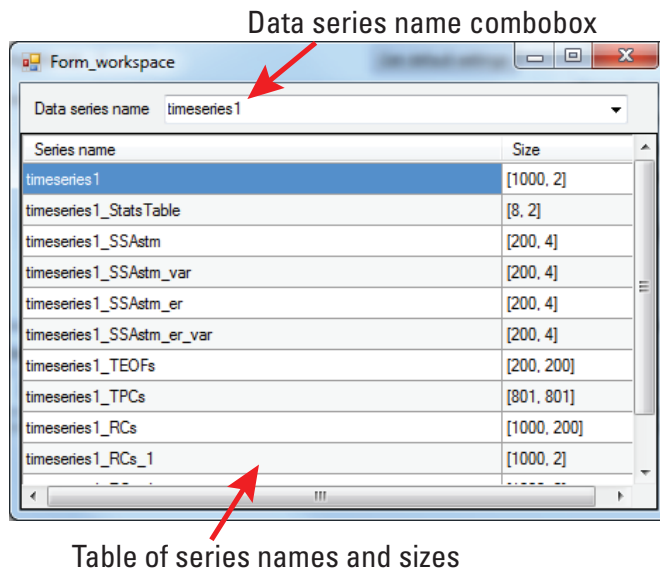 Data series name combobox
Form_workspace
Data series name timeseries1
Series name Size
timeseries1 [1000, 2]
timeseries1_StatsTable [8, 2]
timeseries1_SSAstm [200, 4]
timeseries1_SSAstm_var [200, 4]
timeseries1_SSAstm_er [200, 4]
timeseries1_SSAstm_er_var [200, 4]
timeseries1_TEOFs [200, 200]
timeseries1_TPCs [801, 801]
timeseries1_RCs [1000, 200]
timeseries1_RCs_1 [1000, 2]
Table of series names and sizes